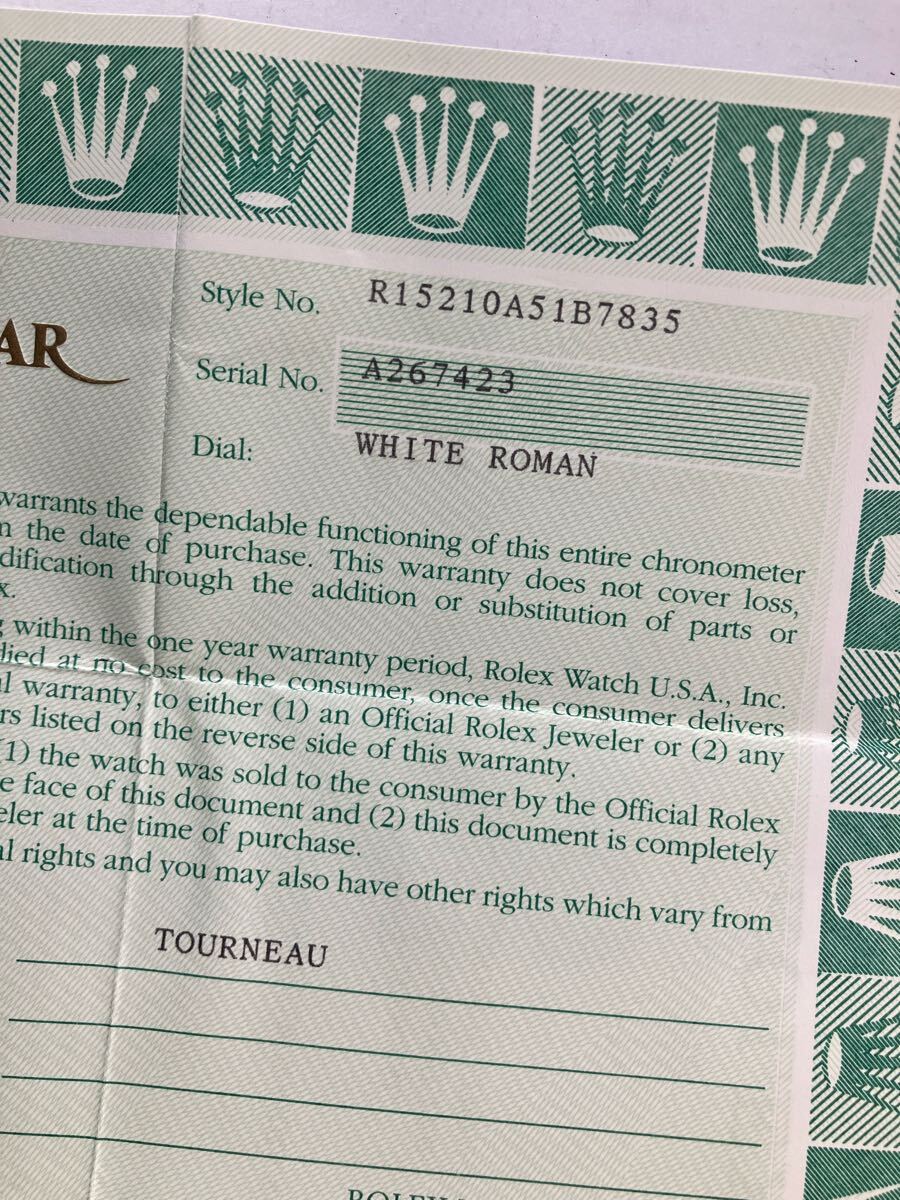 Style No. R15210A51B7835
AR
Serial No. A267423
Dial: WHITE ROMAN
warrants the dependable functioning of this entire chronometer
the date of purchase. This warranty does not cover loss,
dification through the addition or substitution of parts or
x.
within the one year warranty period, Rolex Watch U.S.A., Inc.
lied at no cost to the consumer, once the consumer delivers
al warranty, to either (1) an Official Rolex Jeweler or (2) any
rs listed on the reverse side of this warranty.
(1) the watch was sold to the consumer by the Official Rolex
e face of this document and (2) this document is completely
eler at the time of purchase.
al rights and you may also have other rights which vary from
TOURNEAU